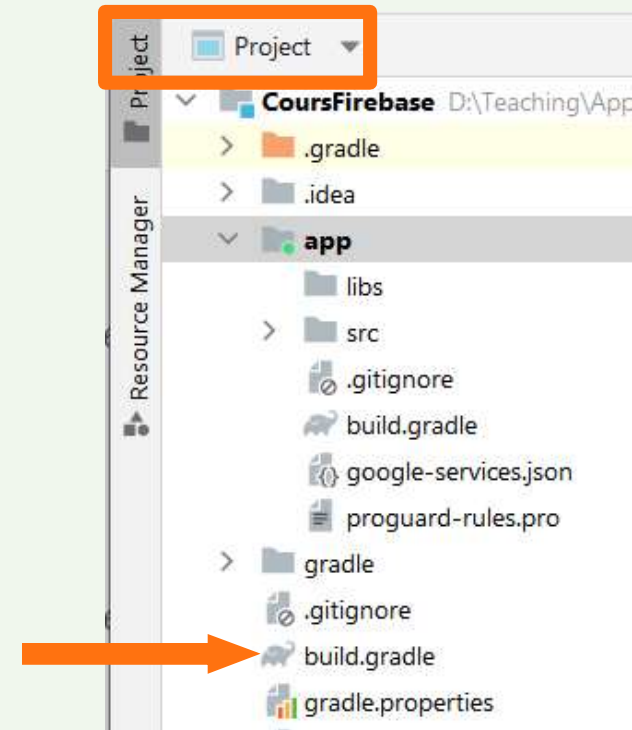 Project
Project
Resource Manager
CoursFirebase D:\Teaching\App
.gradle
.idea
app
libs
src
.gitignore
build.gradle
google-services.json
proguard-rules.pro
gradle
.gitignore
build.gradle
gradle.properties